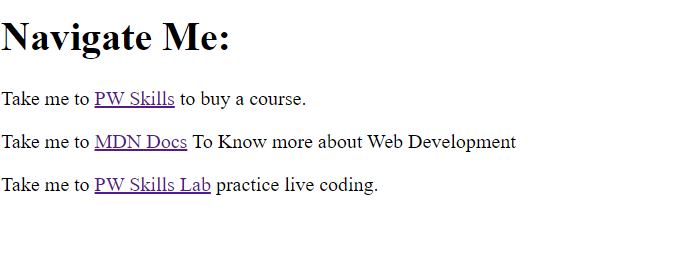 Navigate Me:
Take me to PW Skills to buy a course.
Take me to MDN Docs To Know more about Web Development
Take me to PW Skills Lab practice live coding.